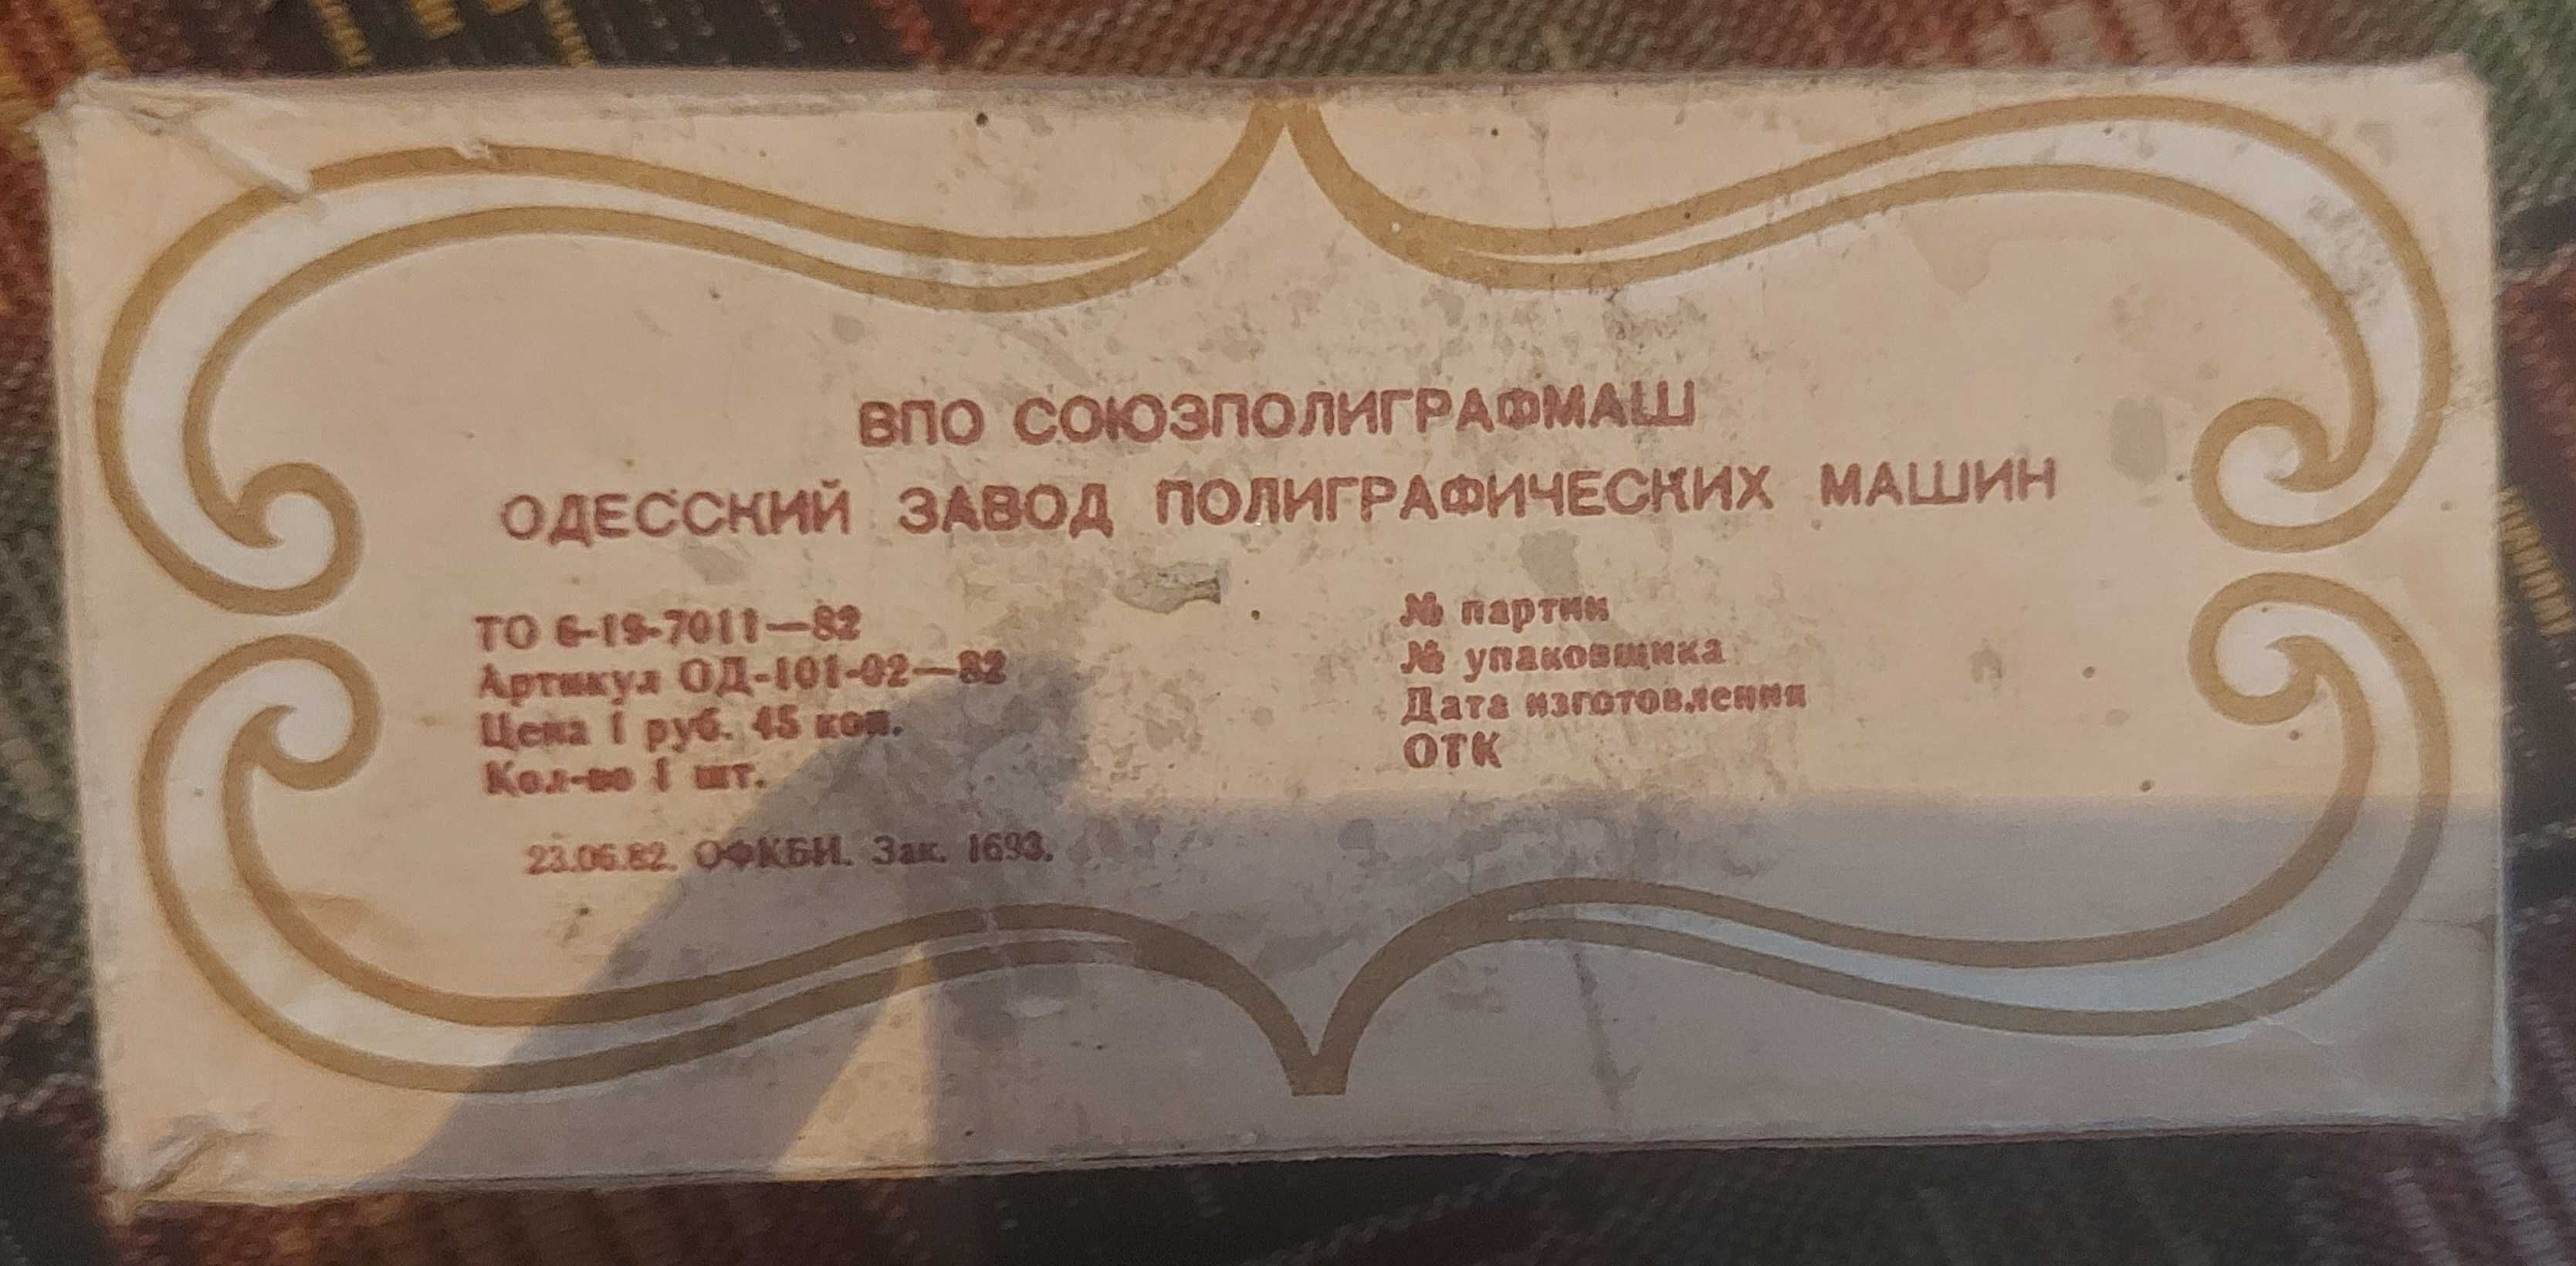 ВПО СОЮЗПОЛИГРАФМАШ
ОДЕССКИЙ ЗАВОД ПОЛИГРАФИЧЕСКИХ МАШИН
ТО 6-19-7011—82
Артикул ОД-101-02—82
Цена 1 руб. 45 коп.
Кол-во 1 шт.
№ партии
№ упаковщика
Дата изготовления
ОТК
23.06.82. ОФКБИ. Зак. 1693.